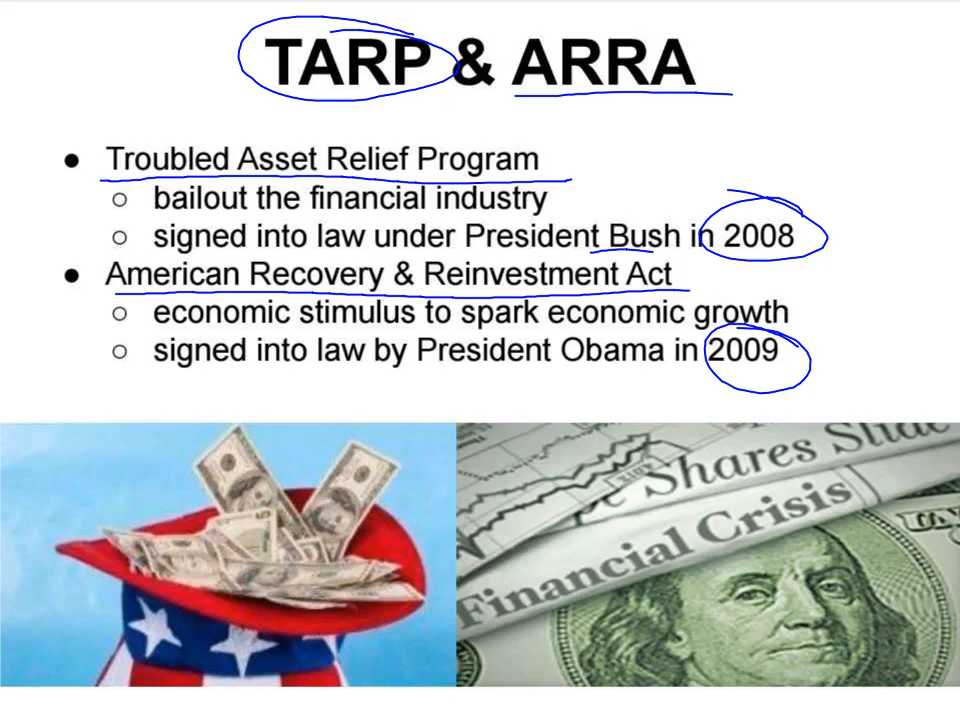 TARP & ARRA
● Troubled Asset Relief Program
○ bailout the financial industry
○ signed into law under President Bush in 2008
● American Recovery & Reinvestment Act
○ economic stimulus to spark economic growth
○ signed into law by President Obama in 2009
Shares Slide
Financial Crisis